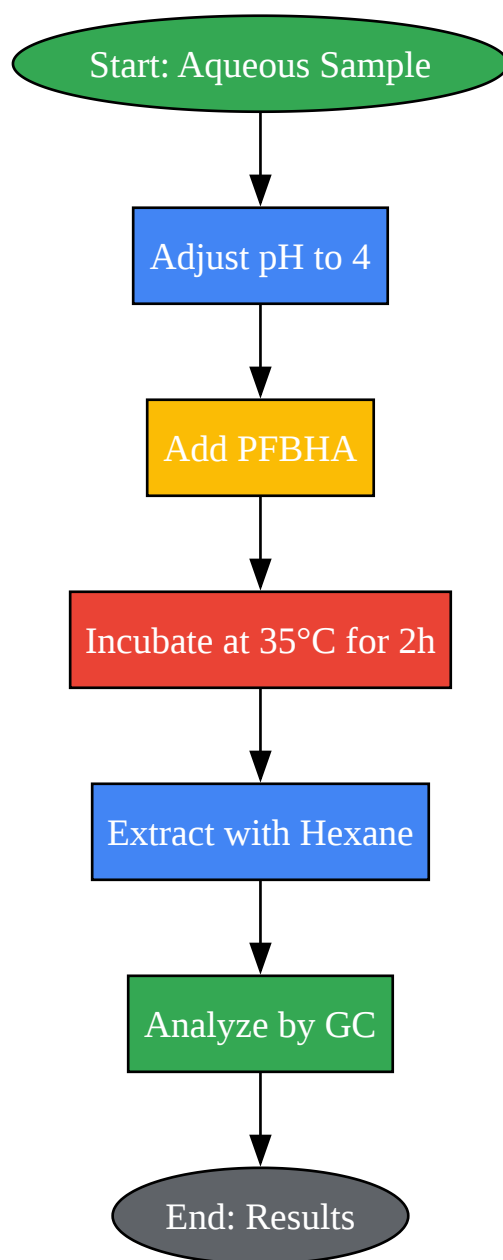 Start: Aqueous Sample
Adjust pH to 4
Add PFBHA
Incubate at 35°C for 2h
Extract with Hexane
Analyze by GC
End: Results